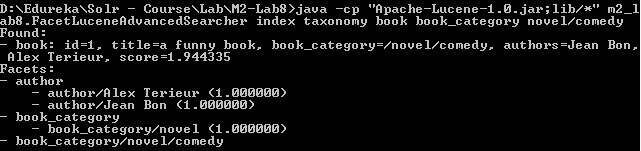 D:\Edureka\Solr - Course\Lab\M2-Lab8>java -cp "Apache-Lucene-1.0.jar;lib/*" m2_l
ab8.FacetLuceneAdvancedSearcher index taxonomy book book_category novel/comedy
Found:
- book: id=1, title=a funny book, book_category=/novel/comedy, authors=Jean Bon,
 Alex Terieur, score=1.944335
Facets:
- author
    - author/Alex Terieur (1.000000)
    - author/Jean Bon (1.000000)
- book_category
    - book_category/novel (1.000000)
- book_category/novel/comedy